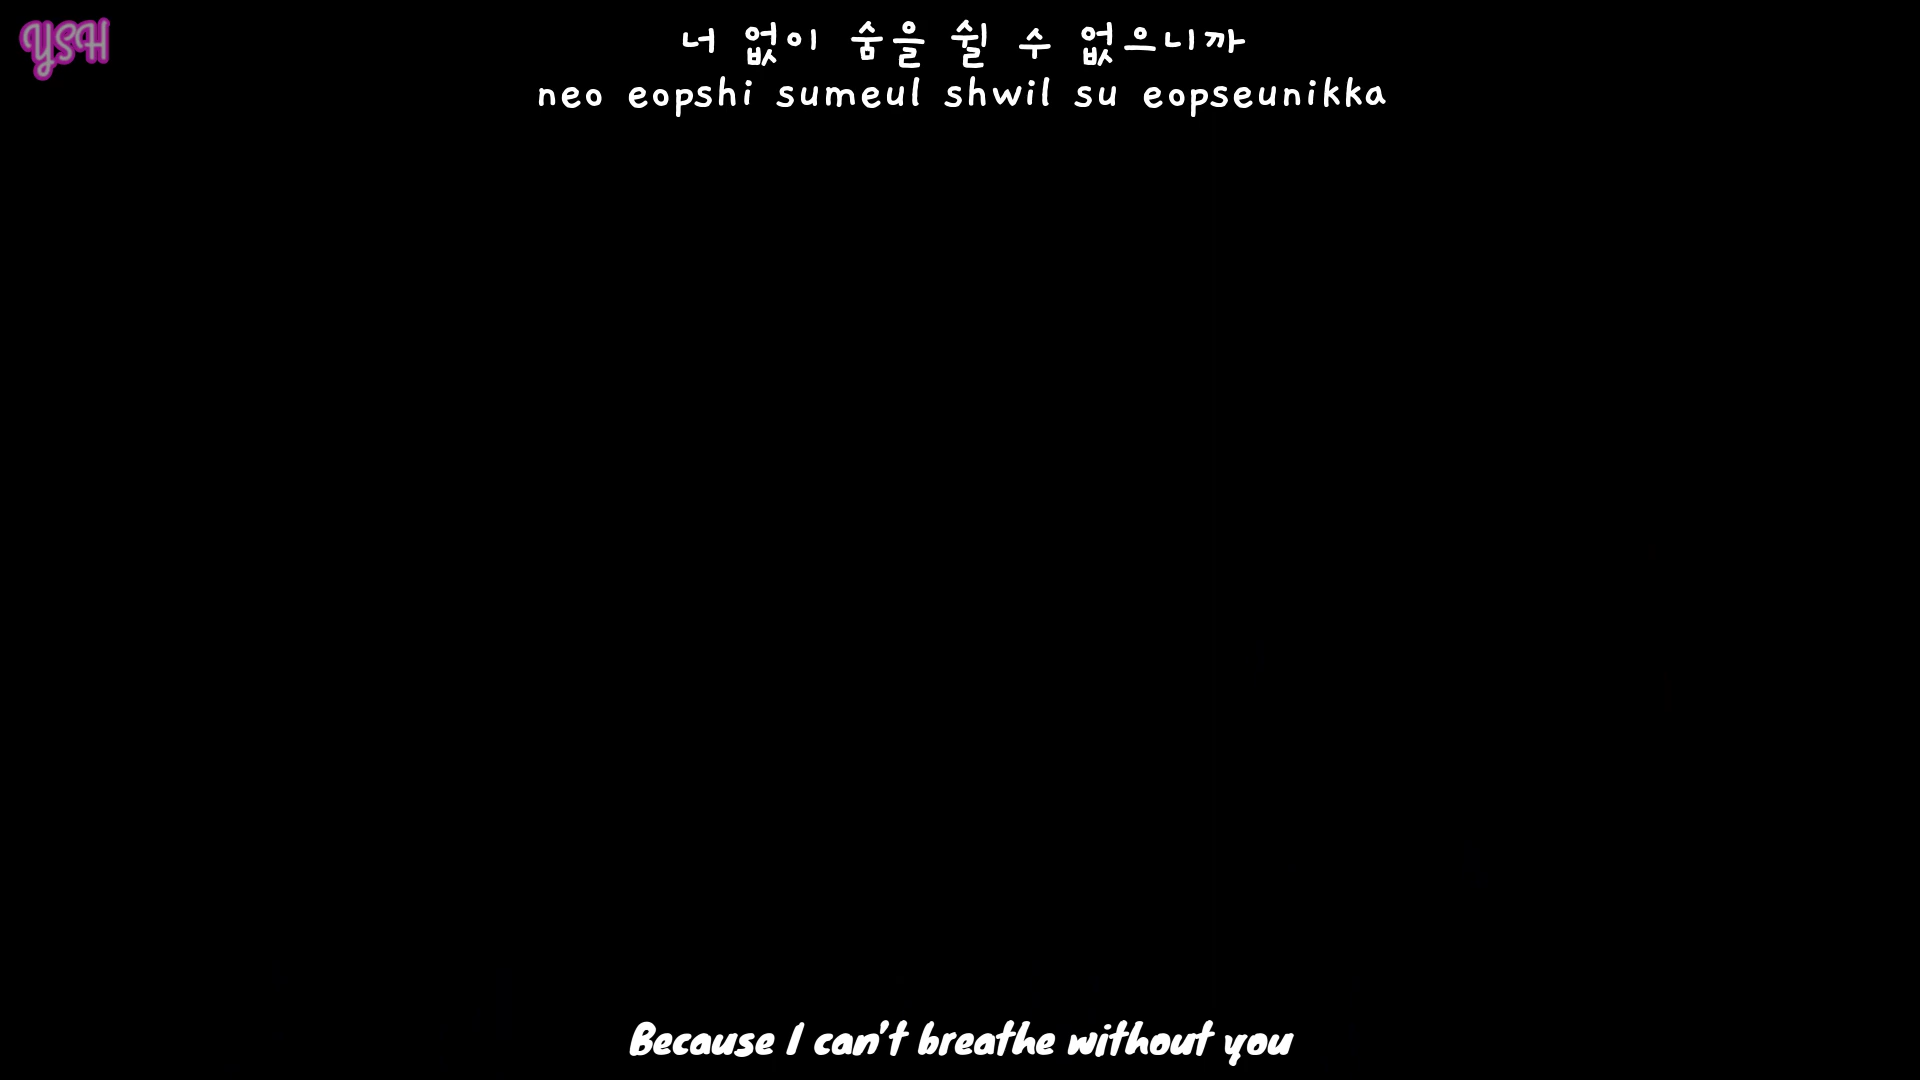 YSH
너 없이 숨을 쉴 수 없으니까
neo eopshi sumeul shwil su eopseunikka
Because I can't breathe without you